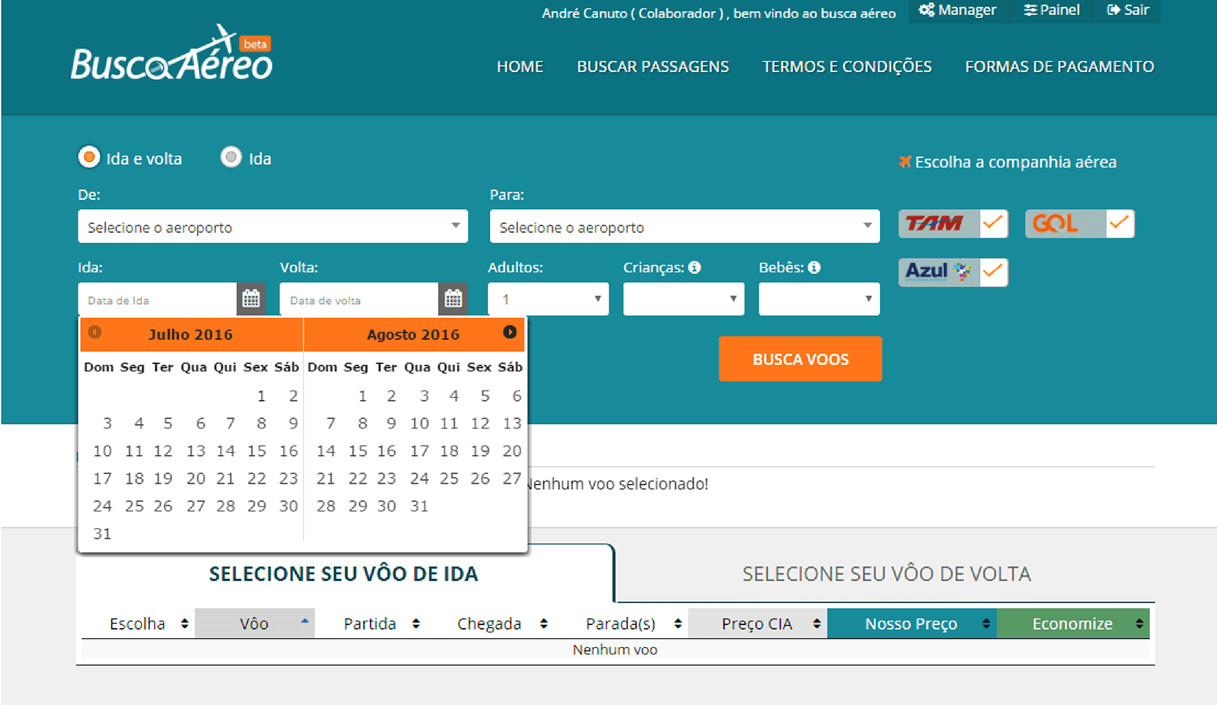 André Canuto ( Colaborador ) , bem vindo ao busca aéreo Manager Painel Sair
BuscaAéreo beta
HOME BUSCAR PASSAGENS TERMOS E CONDIÇÕES FORMAS DE PAGAMENTO
Ida e volta Ida
Escolha a companhia aérea
De: Para:
Selecione o aeroporto Selecione o aeroporto
TAM GOL
Ida: Volta: Adultos: Crianças: Bebês:
Azul
Data de Ida Data de volta 1
Julho 2016 Agosto 2016
BUSCA VOOS
Dom Seg Ter Qua Qui Sex Sáb Dom Seg Ter Qua Qui Sex Sáb
1 2 1 2 3 4 5 6
3 4 5 6 7 8 9 7 8 9 10 11 12 13
10 11 12 13 14 15 16 14 15 16 17 18 19 20
17 18 19 20 21 22 23 21 22 23 24 25 26 27
Nenhum voo selecionado!
24 25 26 27 28 29 30 28 29 30 31
31
SELECIONE SEU VÔO DE IDA SELECIONE SEU VÔO DE VOLTA
Escolha Vôo Partida Chegada Parada(s) Preço CIA Nosso Preço Economize
Nenhum voo